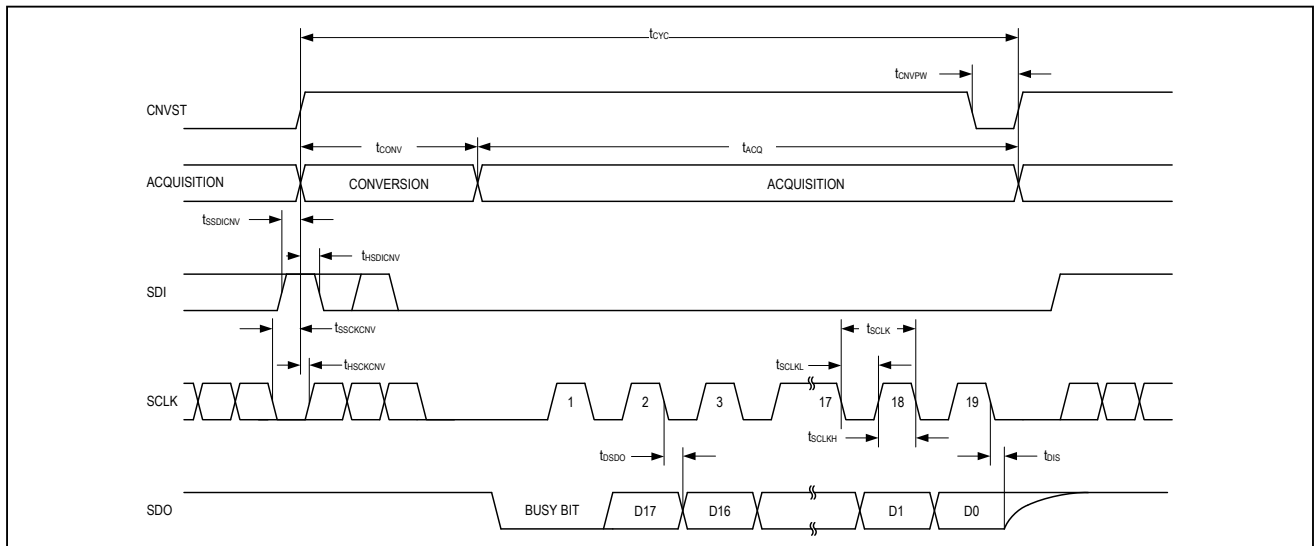 tCYC
tCNVPW
CNVST
tCONV
tACQ
ACQUISITION
CONVERSION
ACQUISITION
tSSDICNV
tHSDICNV
SDI
tSSCKCNV
tSCLK
tHSCKCNV
tSCLKL
SCLK
1
2
3
17
18
19
tSCLKH
tDSDO
tDIS
SDO
BUSY BIT
D17
D16
D1
D0